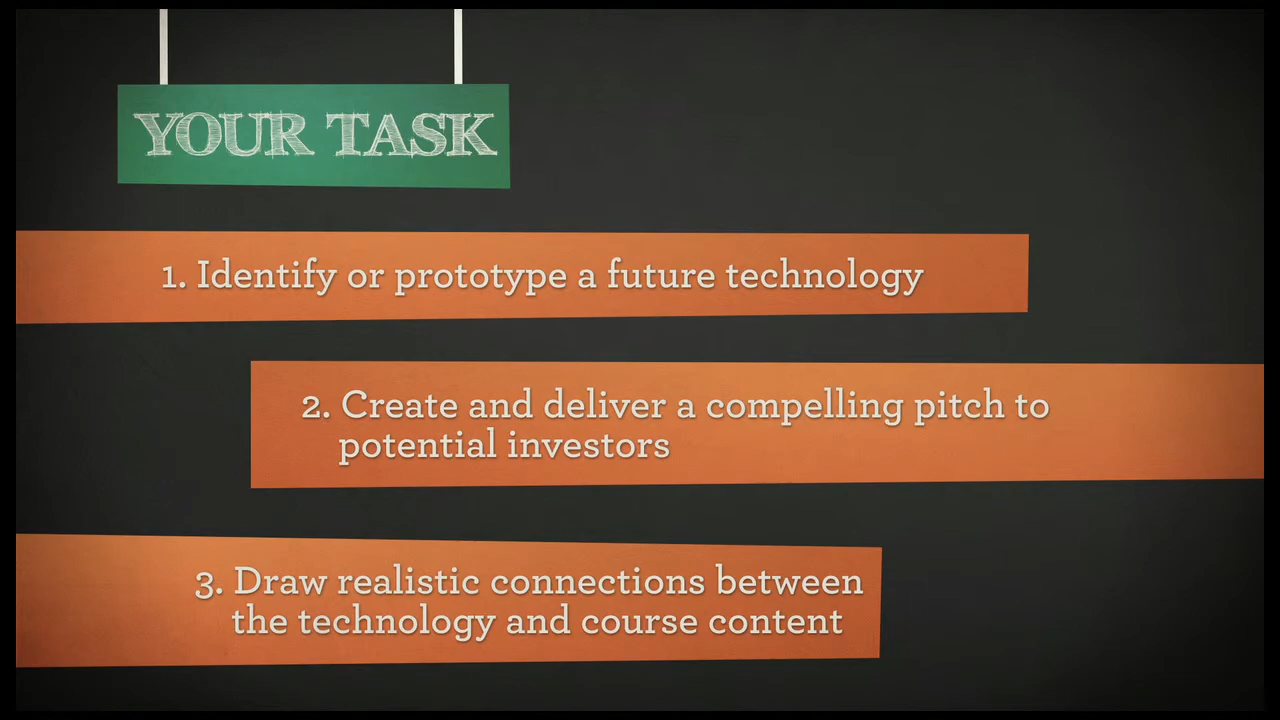 YOUR TASK
1. Identify or prototype a future technology
2. Create and deliver a compelling pitch to
potential investors
3. Draw realistic connections between
the technology and course content